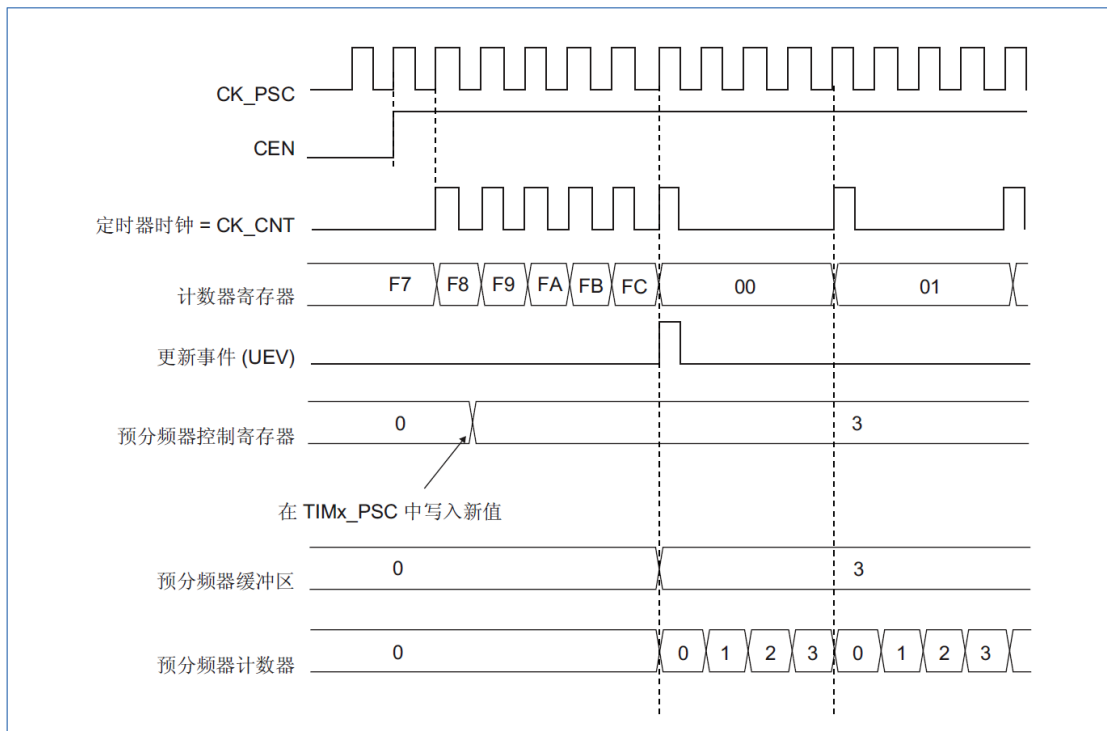 CK_PSC
CEN
定时器时钟 = CK_CNT
计数器寄存器 F7 F8 F9 FA FB FC 00 01
更新事件 (UEV)
预分频器控制寄存器 0 3
在 TIMx_PSC 中写入新值
预分频器缓冲区 0 3
预分频器计数器 0 0 1 2 3 0 1 2 3